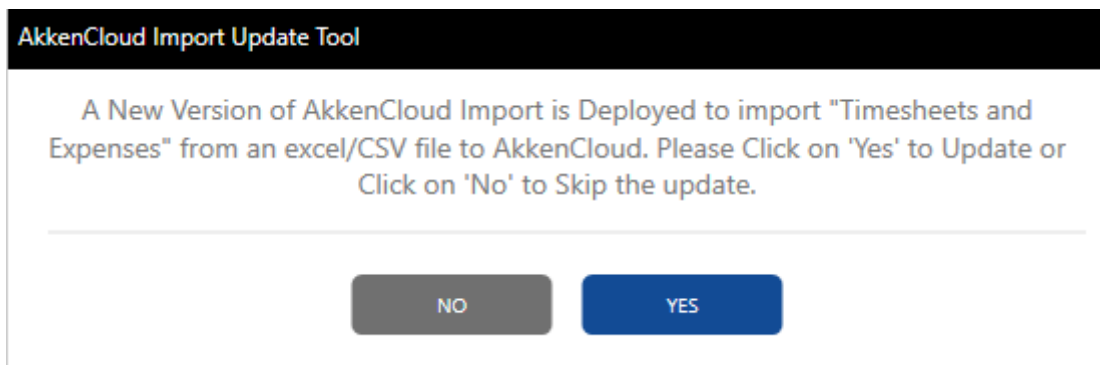 AkkenCloud Import Update Tool
A New Version of AkkenCloud Import is Deployed to import "Timesheets and
Expenses" from an excel/CSV file to AkkenCloud. Please Click on 'Yes' to Update or
Click on 'No' to Skip the update.
NO YES